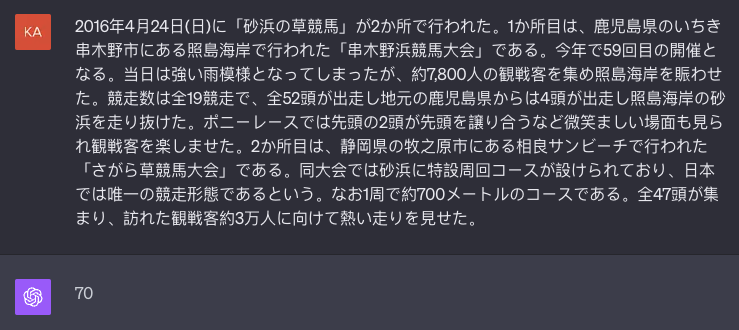 KA
2016年4月24日(日)に「砂浜の草競馬」が2か所で行われた。1か所目は、鹿児島県のいちき
串木野市にある照島海岸で行われた「串木野浜競馬大会」である。今年で59回目の開催と
なる。当日は強い雨模様となってしまったが、約7,800人の観戦客を集め照島海岸を賑わせ
た。競走数は全19競走で、全52頭が出走し地元の鹿児島県からは4頭が出走し照島海岸の砂
浜を走り抜けた。ポニーレースでは先頭の2頭が先頭を譲り合うなど微笑ましい場面も見ら
れ観戦客を楽しませた。2か所目は、静岡県の牧之原市にある相良サンビーチで行われた
「さがら草競馬大会」である。同大会では砂浜に特設周回コースが設けられており、日本
では唯一の競走形態であるという。なお1周で約700メートルのコースである。全47頭が集
まり、訪れた観戦客約3万人に向けて熱い走りを見せた。
70